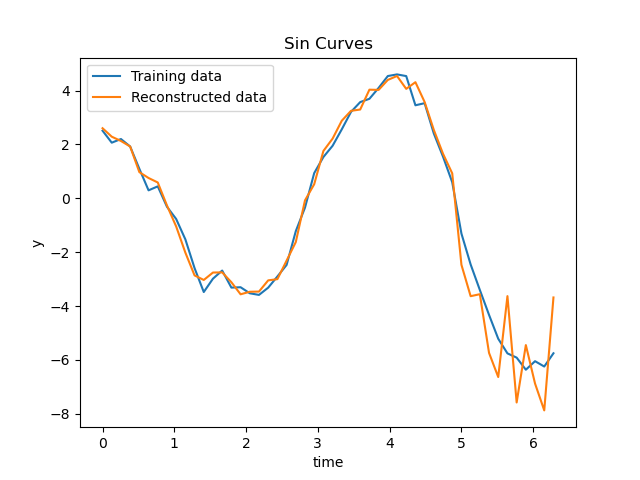 Sin Curves
Training data
Reconstructed data
4
2
0
−2
−4
−6
−8
y
0 1 2 3 4 5 6
time